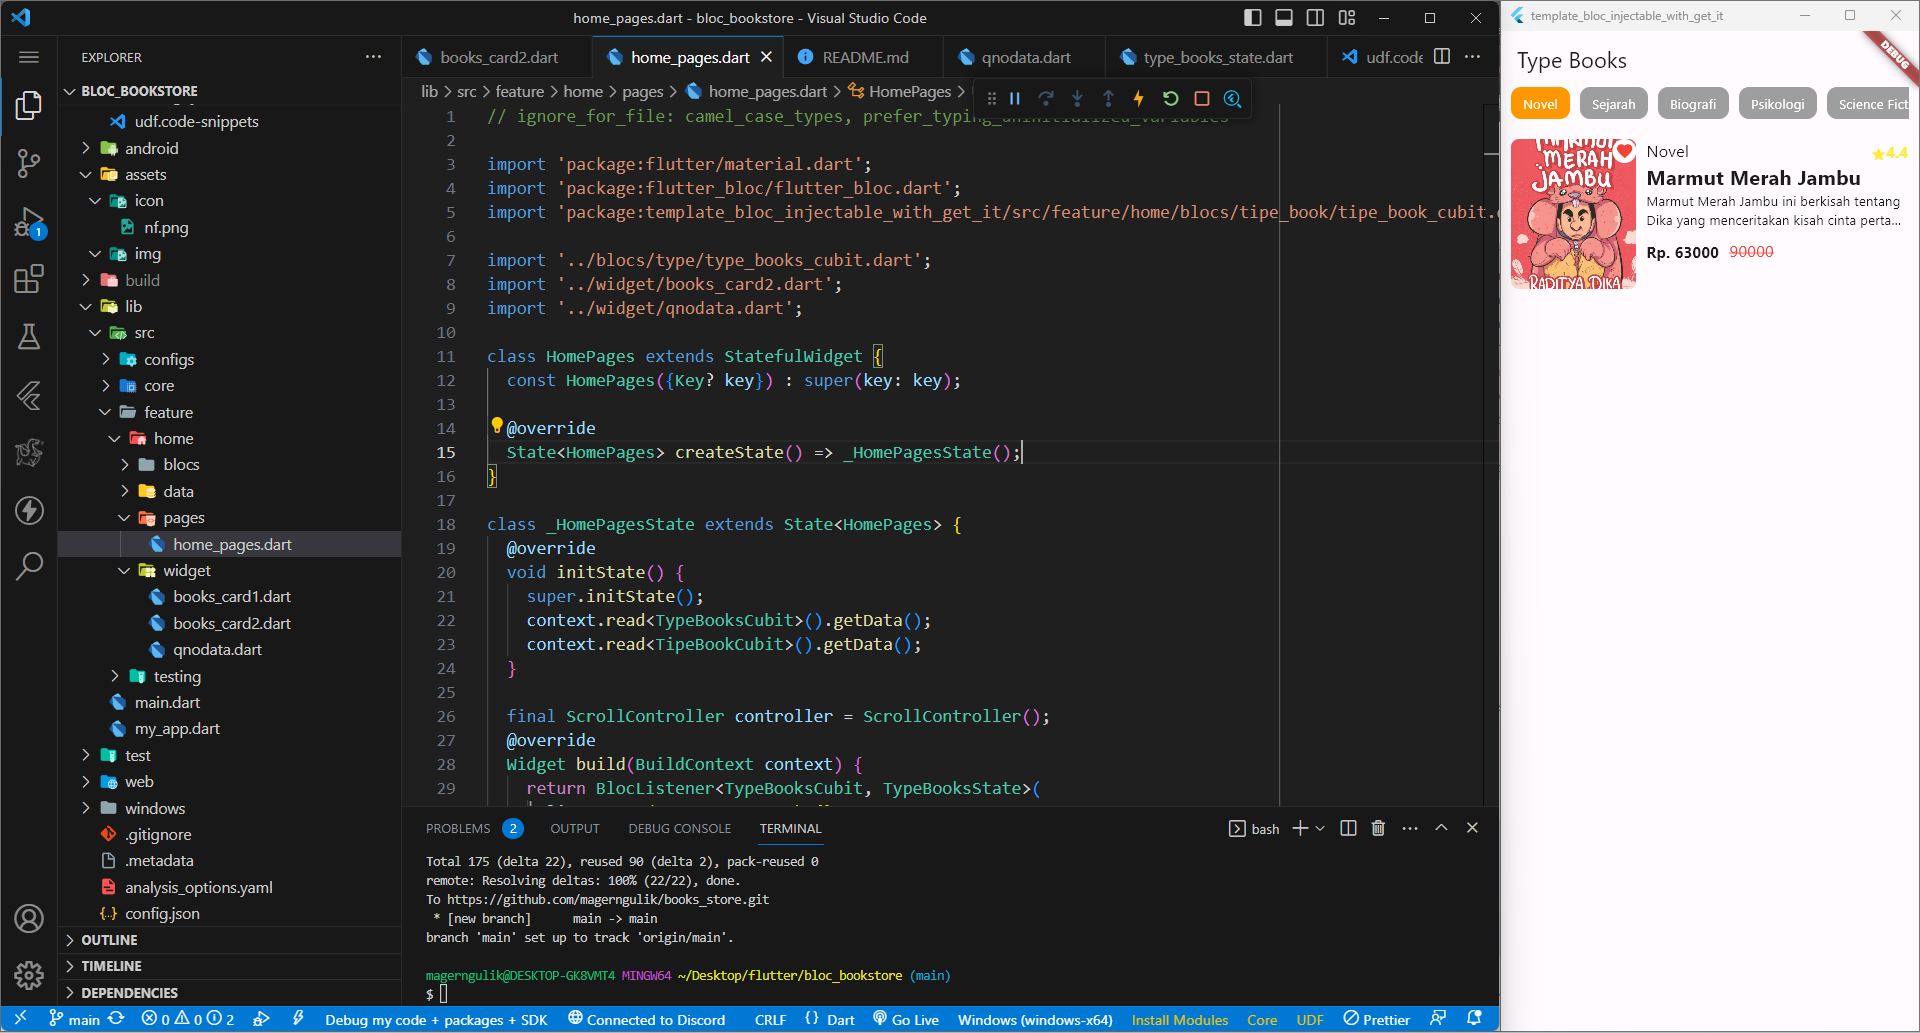 home_pages.dart - bloc_bookstore - Visual Studio Code
EXPLORER
BLOC_BOOKSTORE
udf.code-snippets
android
assets
icon
nf.png
img
build
lib
src
configs
core
feature
home
blocs
data
pages
home_pages.dart
widget
books_card1.dart
books_card2.dart
qnodata.dart
testing
main.dart
my_app.dart
test
web
windows
.gitignore
.metadata
analysis_options.yaml
config.json
OUTLINE
TIMELINE
DEPENDENCIES
1
books_card2.dart
home_pages.dart
README.md
qnodata.dart
type_books_state.dart
udf.code
lib > src > feature > home > pages > home_pages.dart > HomePages >
1 // ignore_for_file: camel_case_types, prefer_typing_uninitialized_variables
2
3 import 'package:flutter/material.dart';
4 import 'package:flutter_bloc/flutter_bloc.dart';
5 import 'package:template_bloc_injectable_with_get_it/src/feature/home/blocs/tipe_book/tipe_book_cubit.
6
7 import '../blocs/type/type_books_cubit.dart';
8 import '../widget/books_card2.dart';
9 import '../widget/qnodata.dart';
10
11 class HomePages extends StatefulWidget {
12 const HomePages({Key? key}) : super(key: key);
13
14 @override
15 State<HomePages> createState() => _HomePagesState();
16 }
17
18 class _HomePagesState extends State<HomePages> {
19 @override
20 void initState() {
21 super.initState();
22 context.read<TypeBooksCubit>().getData();
23 context.read<TipeBookCubit>().getData();
24 }
25
26 final ScrollController controller = ScrollController();
27 @override
28 Widget build(BuildContext context) {
29 return BlocListener<TypeBooksCubit, TypeBooksState>(
PROBLEMS 2 OUTPUT DEBUG CONSOLE TERMINAL
bash
Total 175 (delta 22), reused 90 (delta 2), pack-reused 0
remote: Resolving deltas: 100% (22/22), done.
To https://github.com/magerngulik/books_store.git
* [new branch] main -> main
branch 'main' set up to track 'origin/main'.
magerngulik@DESKTOP-GK8VMT4 MINGW64 ~/Desktop/flutter/bloc_bookstore (main)
$
main 0 0 2 Debug my code + packages + SDK Connected to Discord CRLF {} Dart Go Live Windows (windows-x64) Install Modules Core UDF Prettier
template_bloc_injectable_with_get_it
DEBUG
Type Books
Novel Sejarah Biografi Psikologi Science Fict
MARMUT
MERAH
JAMBU
RADITYA DIKA
Novel
4.4
Marmut Merah Jambu
Marmut Merah Jambu ini berkisah tentang
Dika yang menceritakan kisah cinta perta...
Rp. 63000 90000